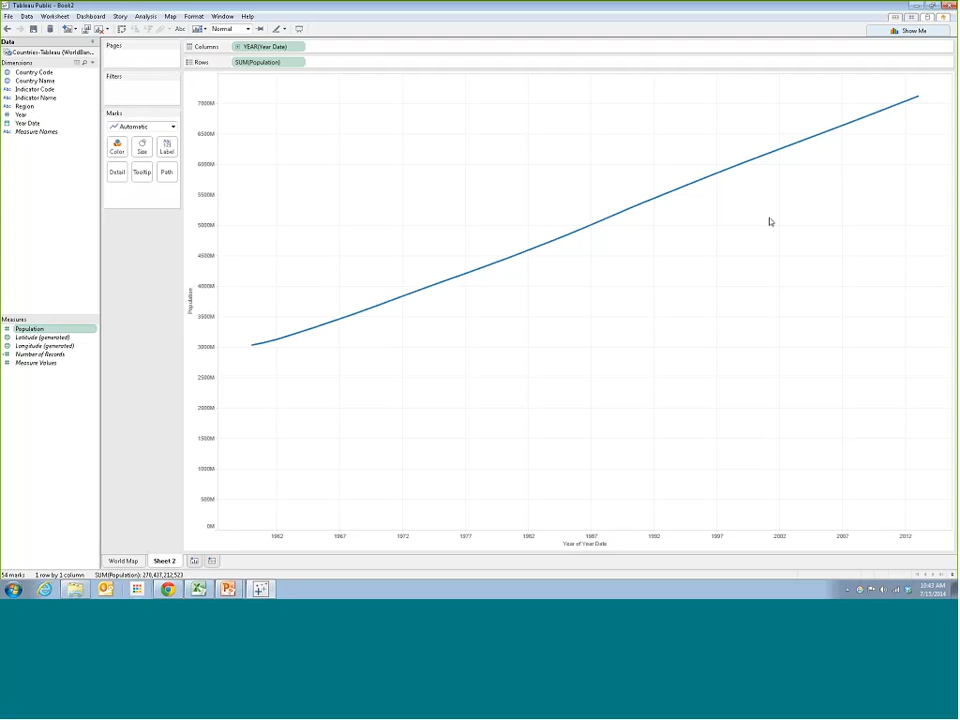 Tableau Public - Book2
File Data Worksheet Dashboard Story Analysis Map Format Window Help
Abc Normal
Show Me
Data
Countries-Tableau (WorldBan...
Dimensions
Country Code
Country Name
Abc Indicator Code
Abc Indicator Name
Abc Region
Year
Year Date
Abc Measure Names
Measures
Population
Latitude (generated)
Longitude (generated)
Number of Records
Measure Values
Pages
Filters
Marks
Automatic
Color Size Label
Detail Tooltip Path
Columns YEAR(Year Date)
Rows SUM(Population)
7000M
6500M
6000M
5500M
5000M
4500M
4000M
3500M
3000M
2500M
2000M
1500M
1000M
500M
0M
Population
1962 1967 1972 1977 1982 1987 1992 1997 2002 2007 2012
Year of Year Date
World Map Sheet 2
54 marks 1 row by 1 column SUM(Population): 270,437,212,523
10:43 AM
7/15/2014